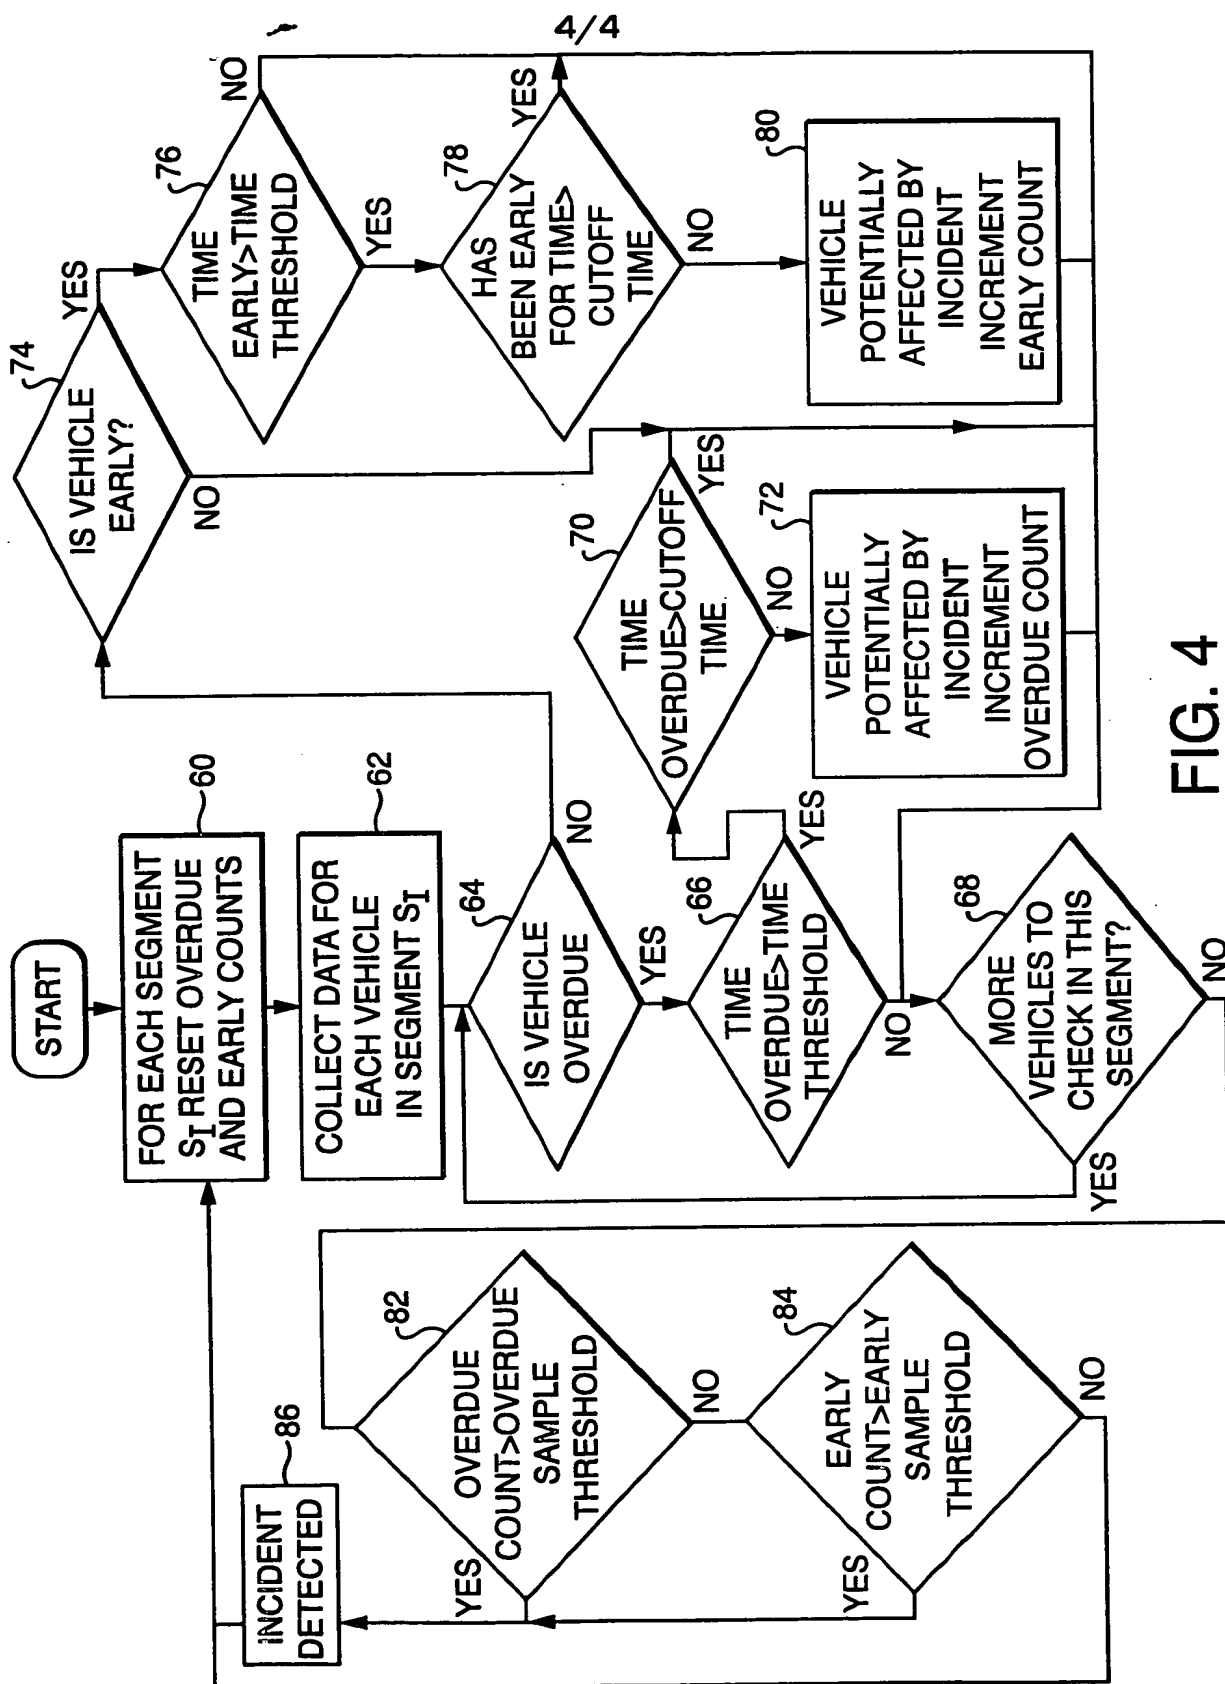 4/4
START
FOR EACH SEGMENT
S_I RESET OVERDUE
AND EARLY COUNTS
60
COLLECT DATA FOR
EACH VEHICLE
IN SEGMENT S_I
62
IS VEHICLE
OVERDUE
64
NO
YES
TIME
OVERDUE>TIME
THRESHOLD
66
YES
NO
MORE
VEHICLES TO
CHECK IN THIS
SEGMENT?
68
YES
NO
TIME
OVERDUE>CUTOFF
TIME
70
YES
NO
VEHICLE
POTENTIALLY
AFFECTED BY
INCIDENT
INCREMENT
OVERDUE COUNT
72
IS VEHICLE
EARLY?
74
YES
NO
TIME
EARLY>TIME
THRESHOLD
76
NO
YES
HAS
BEEN EARLY
FOR TIME>
CUTOFF
TIME
78
YES
NO
VEHICLE
POTENTIALLY
AFFECTED BY
INCIDENT
INCREMENT
EARLY COUNT
80
OVERDUE
COUNT>OVERDUE
SAMPLE
THRESHOLD
82
YES
NO
EARLY
COUNT>EARLY
SAMPLE
THRESHOLD
84
YES
NO
INCIDENT
DETECTED
86
FIG. 4